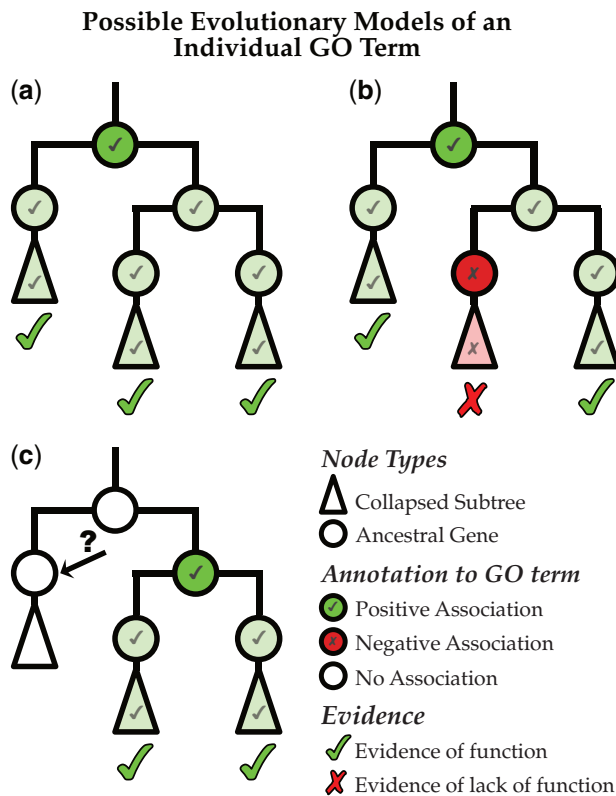 Possible Evolutionary Models of an
Individual GO Term
(a)
(b)
(c)
?
Node Types
Collapsed Subtree
Ancestral Gene
Annotation to GO term
Positive Association
Negative Association
No Association
Evidence
Evidence of function
Evidence of lack of function